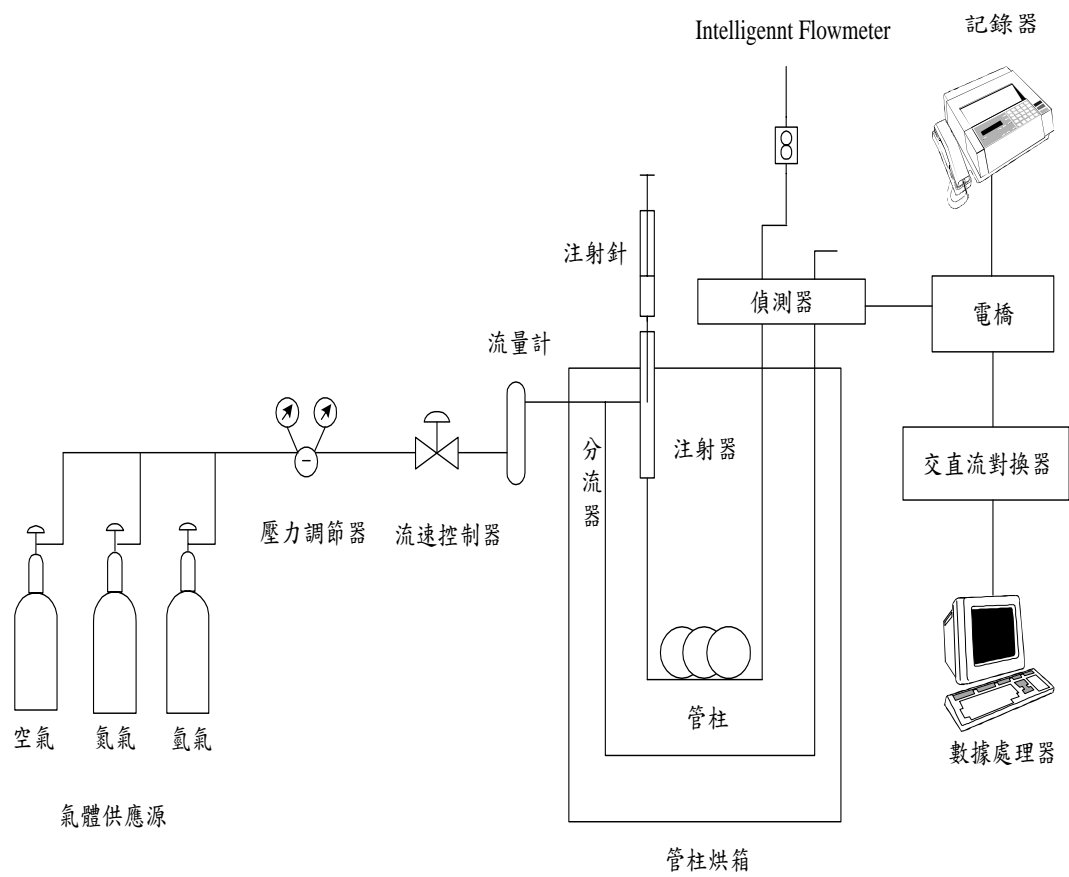 Intelligennt Flowmeter
記錄器
注射針
偵測器
電橋
流量計
分流器
注射器
交直流對換器
壓力調節器
流速控制器
管柱
空氣
氮氣
氫氣
數據處理器
氣體供應源
管柱烘箱